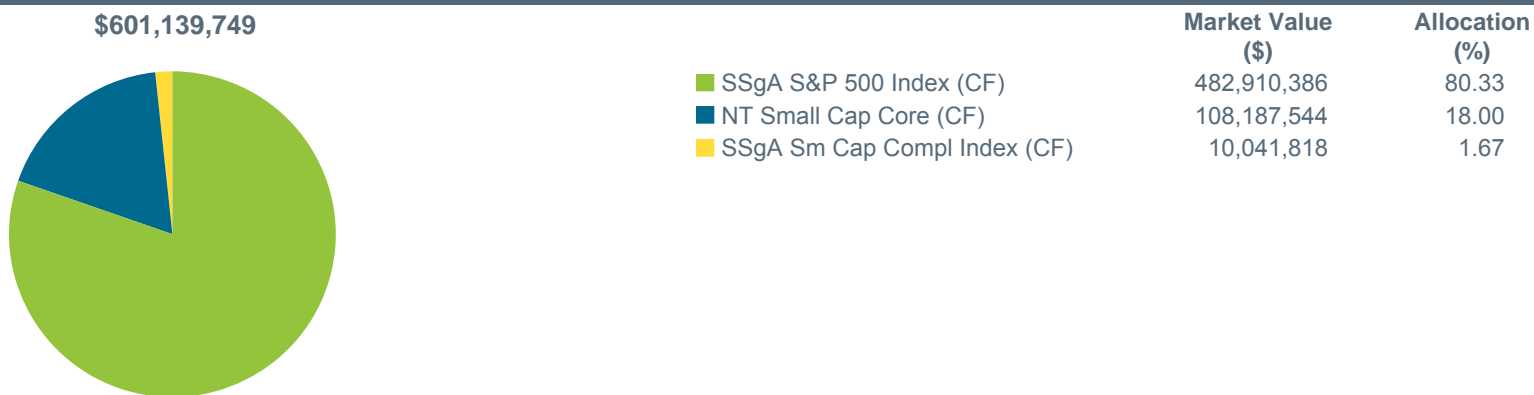 $601,139,749
Market Value Allocation
($) (%)
SSgA S&P 500 Index (CF) 482,910,386 80.33
NT Small Cap Core (CF) 108,187,544 18.00
SSgA Sm Cap Compl Index (CF) 10,041,818 1.67